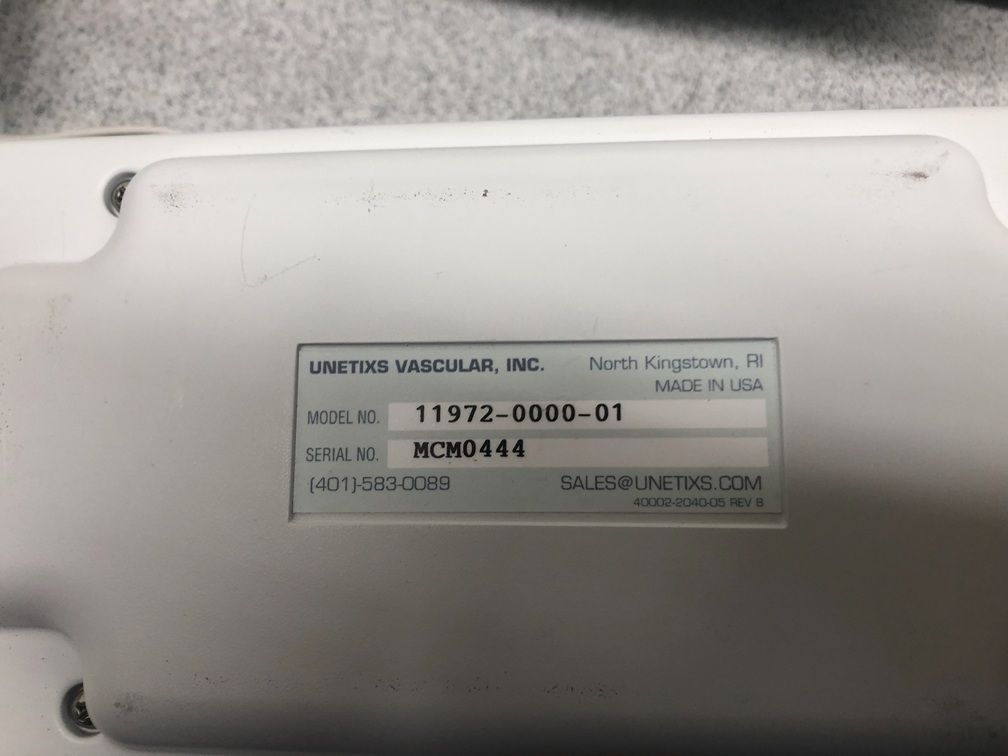 UNETIXS VASCULAR, INC. North Kingstown, RI
MADE IN USA
MODEL NO. 11972-0000-01
SERIAL NO. MCM0444
(401)-583-0089 SALES@UNETIXS.COM
40002-2040-05 REV B